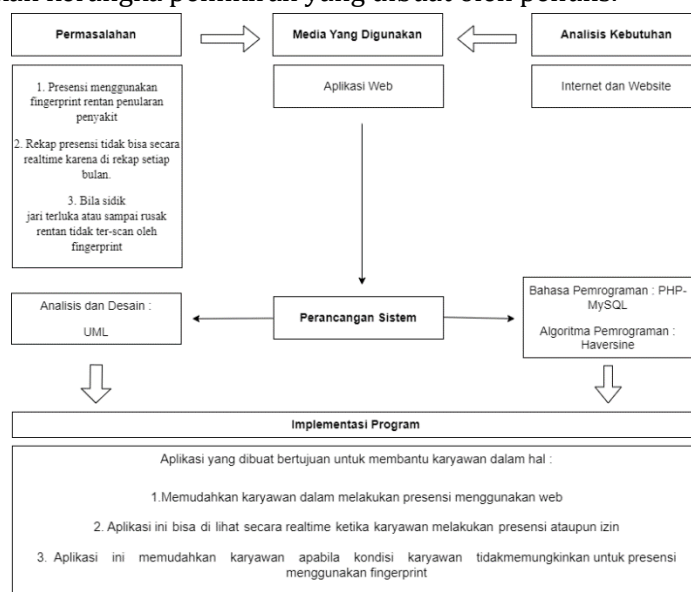 kerangka pemikiran yang dibuat oleh penulis.
Permasalahan
Media Yang Digunakan
Analisis Kebutuhan
1. Presensi menggunakan
fingerprint rentan penularan
penyakit
2. Rekap presensi tidak bisa secara
realtime karena di rekap setiap
bulan.
3. Bila sidik
jari terluka atau sampai rusak
rentan tidak ter-scan oleh
fingerprint
Aplikasi Web
Internet dan Website
Analisis dan Desain :
UML
Perancangan Sistem
Bahasa Pemrograman : PHP-
MySQL
Algoritma Pemrograman :
Haversine
Implementasi Program
Aplikasi yang dibuat bertujuan untuk membantu karyawan dalam hal :
1.Memudahkan karyawan dalam melakukan presensi menggunakan web
2. Aplikasi ini bisa di lihat secara realtime ketika karyawan melakukan presensi ataupun izin
3. Aplikasi ini memudahkan karyawan apabila kondisi karyawan tidakmemungkinkan untuk presensi
menggunakan fingerprint